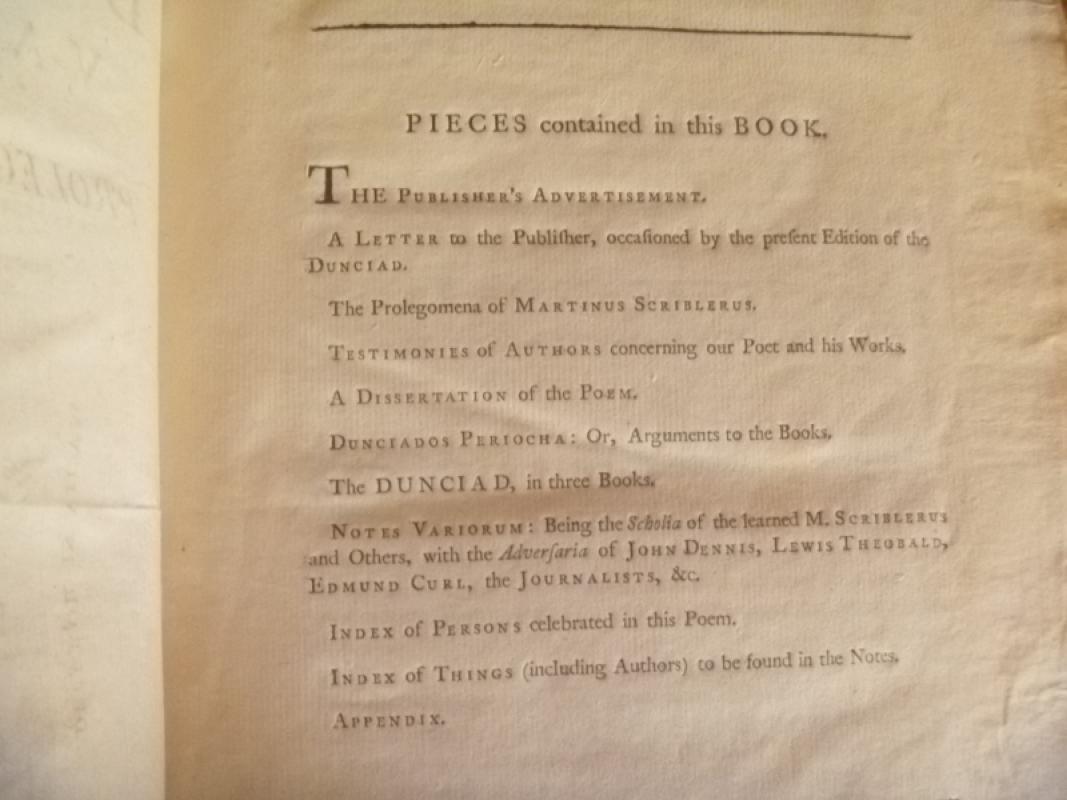 PIECES contained in this BOOK.
THE PUBLISHER'S ADVERTISEMENT.
A LETTER to the Publiſher, occaſioned by the preſent Edition of the
DUNCIAD.
The Prolegomena of MARTINUS SCRIBLERUS.
TESTIMONIES of AUTHORS concerning our Poet and his Works.
A DISSERTATION of the POEM.
DUNCIADOS PERIOCHA: Or, Arguments to the Books.
The DUNCIAD, in three Books.
NOTES VARIORUM: Being the Scholia of the learned M. SCRIBLERUS
and Others, with the Adverſaria of JOHN DENNIS, LEWIS THEOBALD,
EDMUND CURL, the JOURNALISTS, &c.
INDEX of PERSONS celebrated in this Poem.
INDEX of THINGS (including Authors) to be found in the Notes.
APPENDIX.